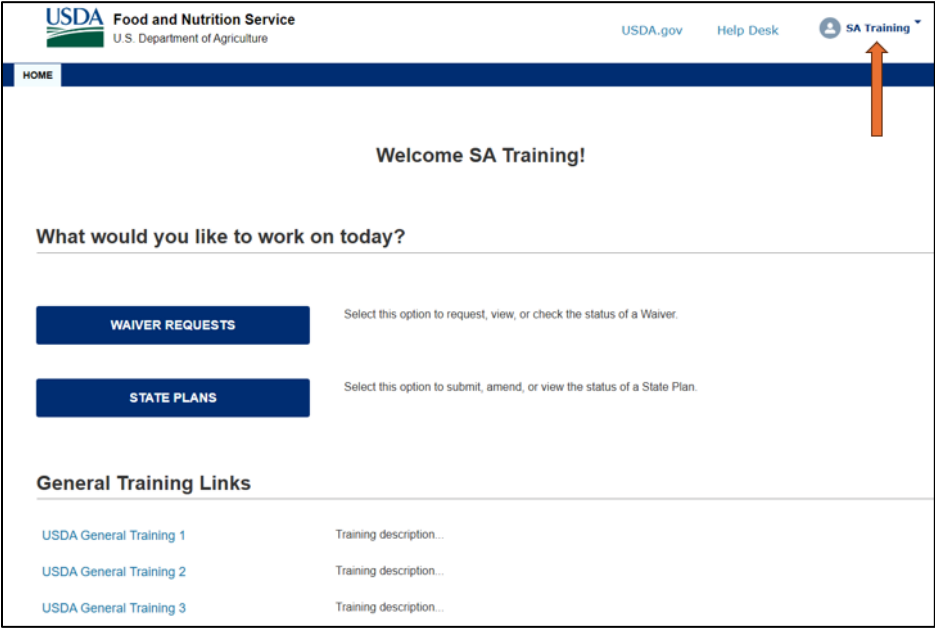 USDA Food and Nutrition Service
U.S. Department of Agriculture
USDA.gov Help Desk SA Training
HOME
Welcome SA Training!
What would you like to work on today?
WAIVER REQUESTS Select this option to request, view, or check the status of a Waiver.
STATE PLANS Select this option to submit, amend, or view the status of a State Plan.
General Training Links
USDA General Training 1 Training description...
USDA General Training 2 Training description...
USDA General Training 3 Training description...